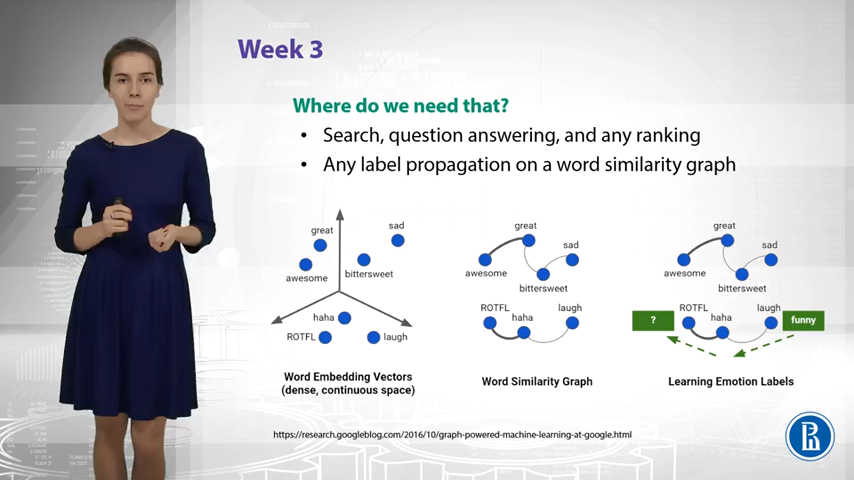 Week 3
Where do we need that?
• Search, question answering, and any ranking
• Any label propagation on a word similarity graph
great
sad
awesome
bittersweet
haha
ROTFL
laugh
Word Embedding Vectors
(dense, continuous space)
great
sad
awesome
bittersweet
ROTFL
haha
laugh
Word Similarity Graph
great
sad
awesome
bittersweet
?
ROTFL
haha
laugh
funny
Learning Emotion Labels
https://research.googleblog.com/2016/10/graph-powered-machine-learning-at-google.html